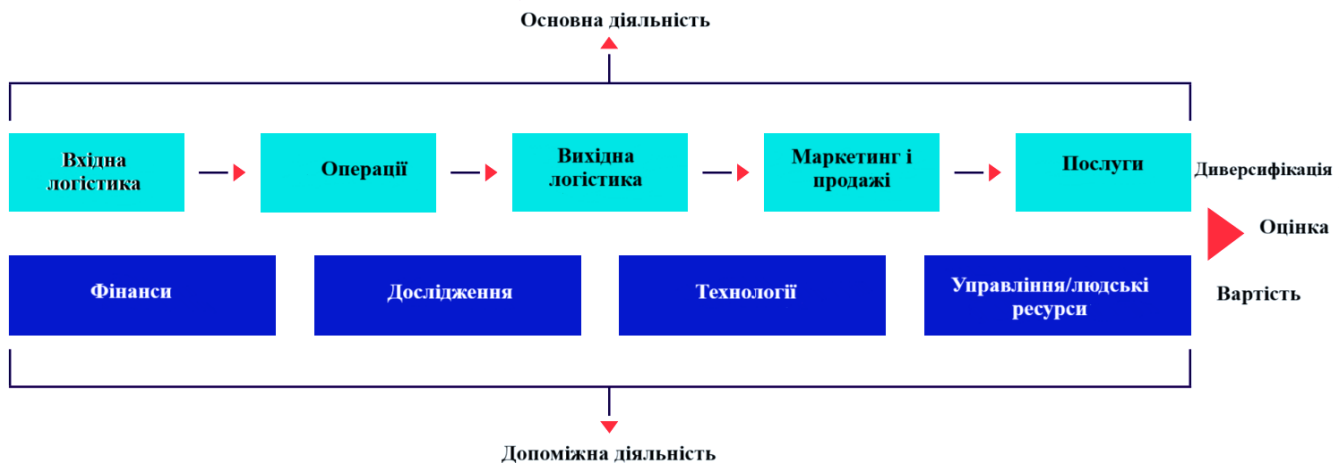 Основна діяльність
Вхідна
логістика
Операції
Вихідна
логістика
Маркетинг і
продажі
Послуги
Диверсифікація
Оцінка
Фінанси
Дослідження
Технології
Управління/людські
ресурси
Вартість
Допоміжна діяльність